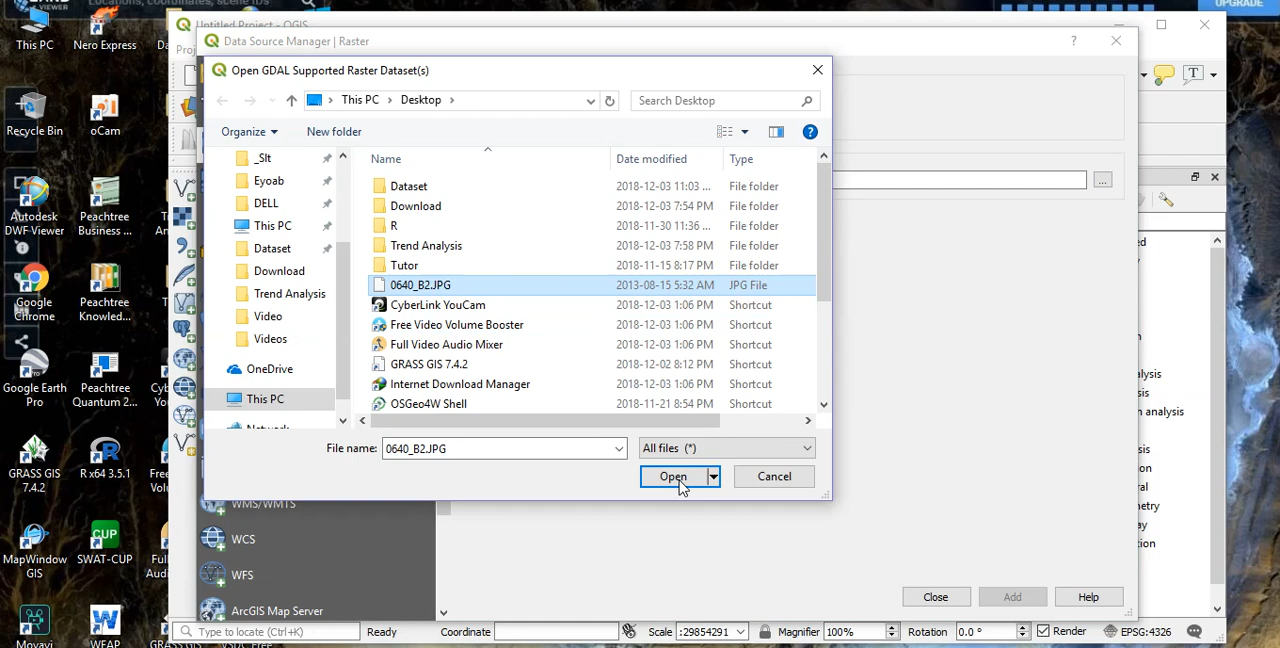 VIEWER
Locations, coordinates, scene IDs
UPGRADE
Untitled Project - QGIS
Data Source Manager | Raster
?
Open GDAL Supported Raster Dataset(s)
This PC
Desktop
Search Desktop
Organize
New folder
Name
Date modified
Type
_Slt
Eyoab
DELL
This PC
Dataset
Download
Trend Analysis
Video
Videos
OneDrive
This PC
Network
Dataset 2018-12-03 11:03 ... File folder
Download 2018-12-03 7:54 PM File folder
R 2018-11-30 11:36 ... File folder
Trend Analysis 2018-12-03 7:58 PM File folder
Tutor 2018-11-15 8:17 PM File folder
0640_B2.JPG 2013-08-15 5:32 AM JPG File
CyberLink YouCam 2018-12-03 1:06 PM Shortcut
Free Video Volume Booster 2018-12-03 1:06 PM Shortcut
Full Video Audio Mixer 2018-12-03 1:06 PM Shortcut
GRASS GIS 7.4.2 2018-12-02 8:12 PM Shortcut
Internet Download Manager 2018-12-03 1:06 PM Shortcut
OSGeo4W Shell 2018-11-21 8:54 PM Shortcut
File name: 0640_B2.JPG All files (*)
Open Cancel
...
WMS/WMTS
WCS
WFS
ArcGIS Map Server
Close Add Help
Type to locate (Ctrl+K) Ready Coordinate Scale :29854291 Magnifier 100% Rotation 0.0 ° Render EPSG:4326
This PC
Nero Express
Recycle Bin
oCam
Autodesk
DWF Viewer
Peachtree
Business ...
Google
Chrome
Peachtree
Knowled...
Google Earth
Pro
Peachtree
Quantum 2...
GRASS GIS
7.4.2
R x64 3.5.1
MapWindow
GIS
CUP
SWAT-CUP
Movavi
WEAP